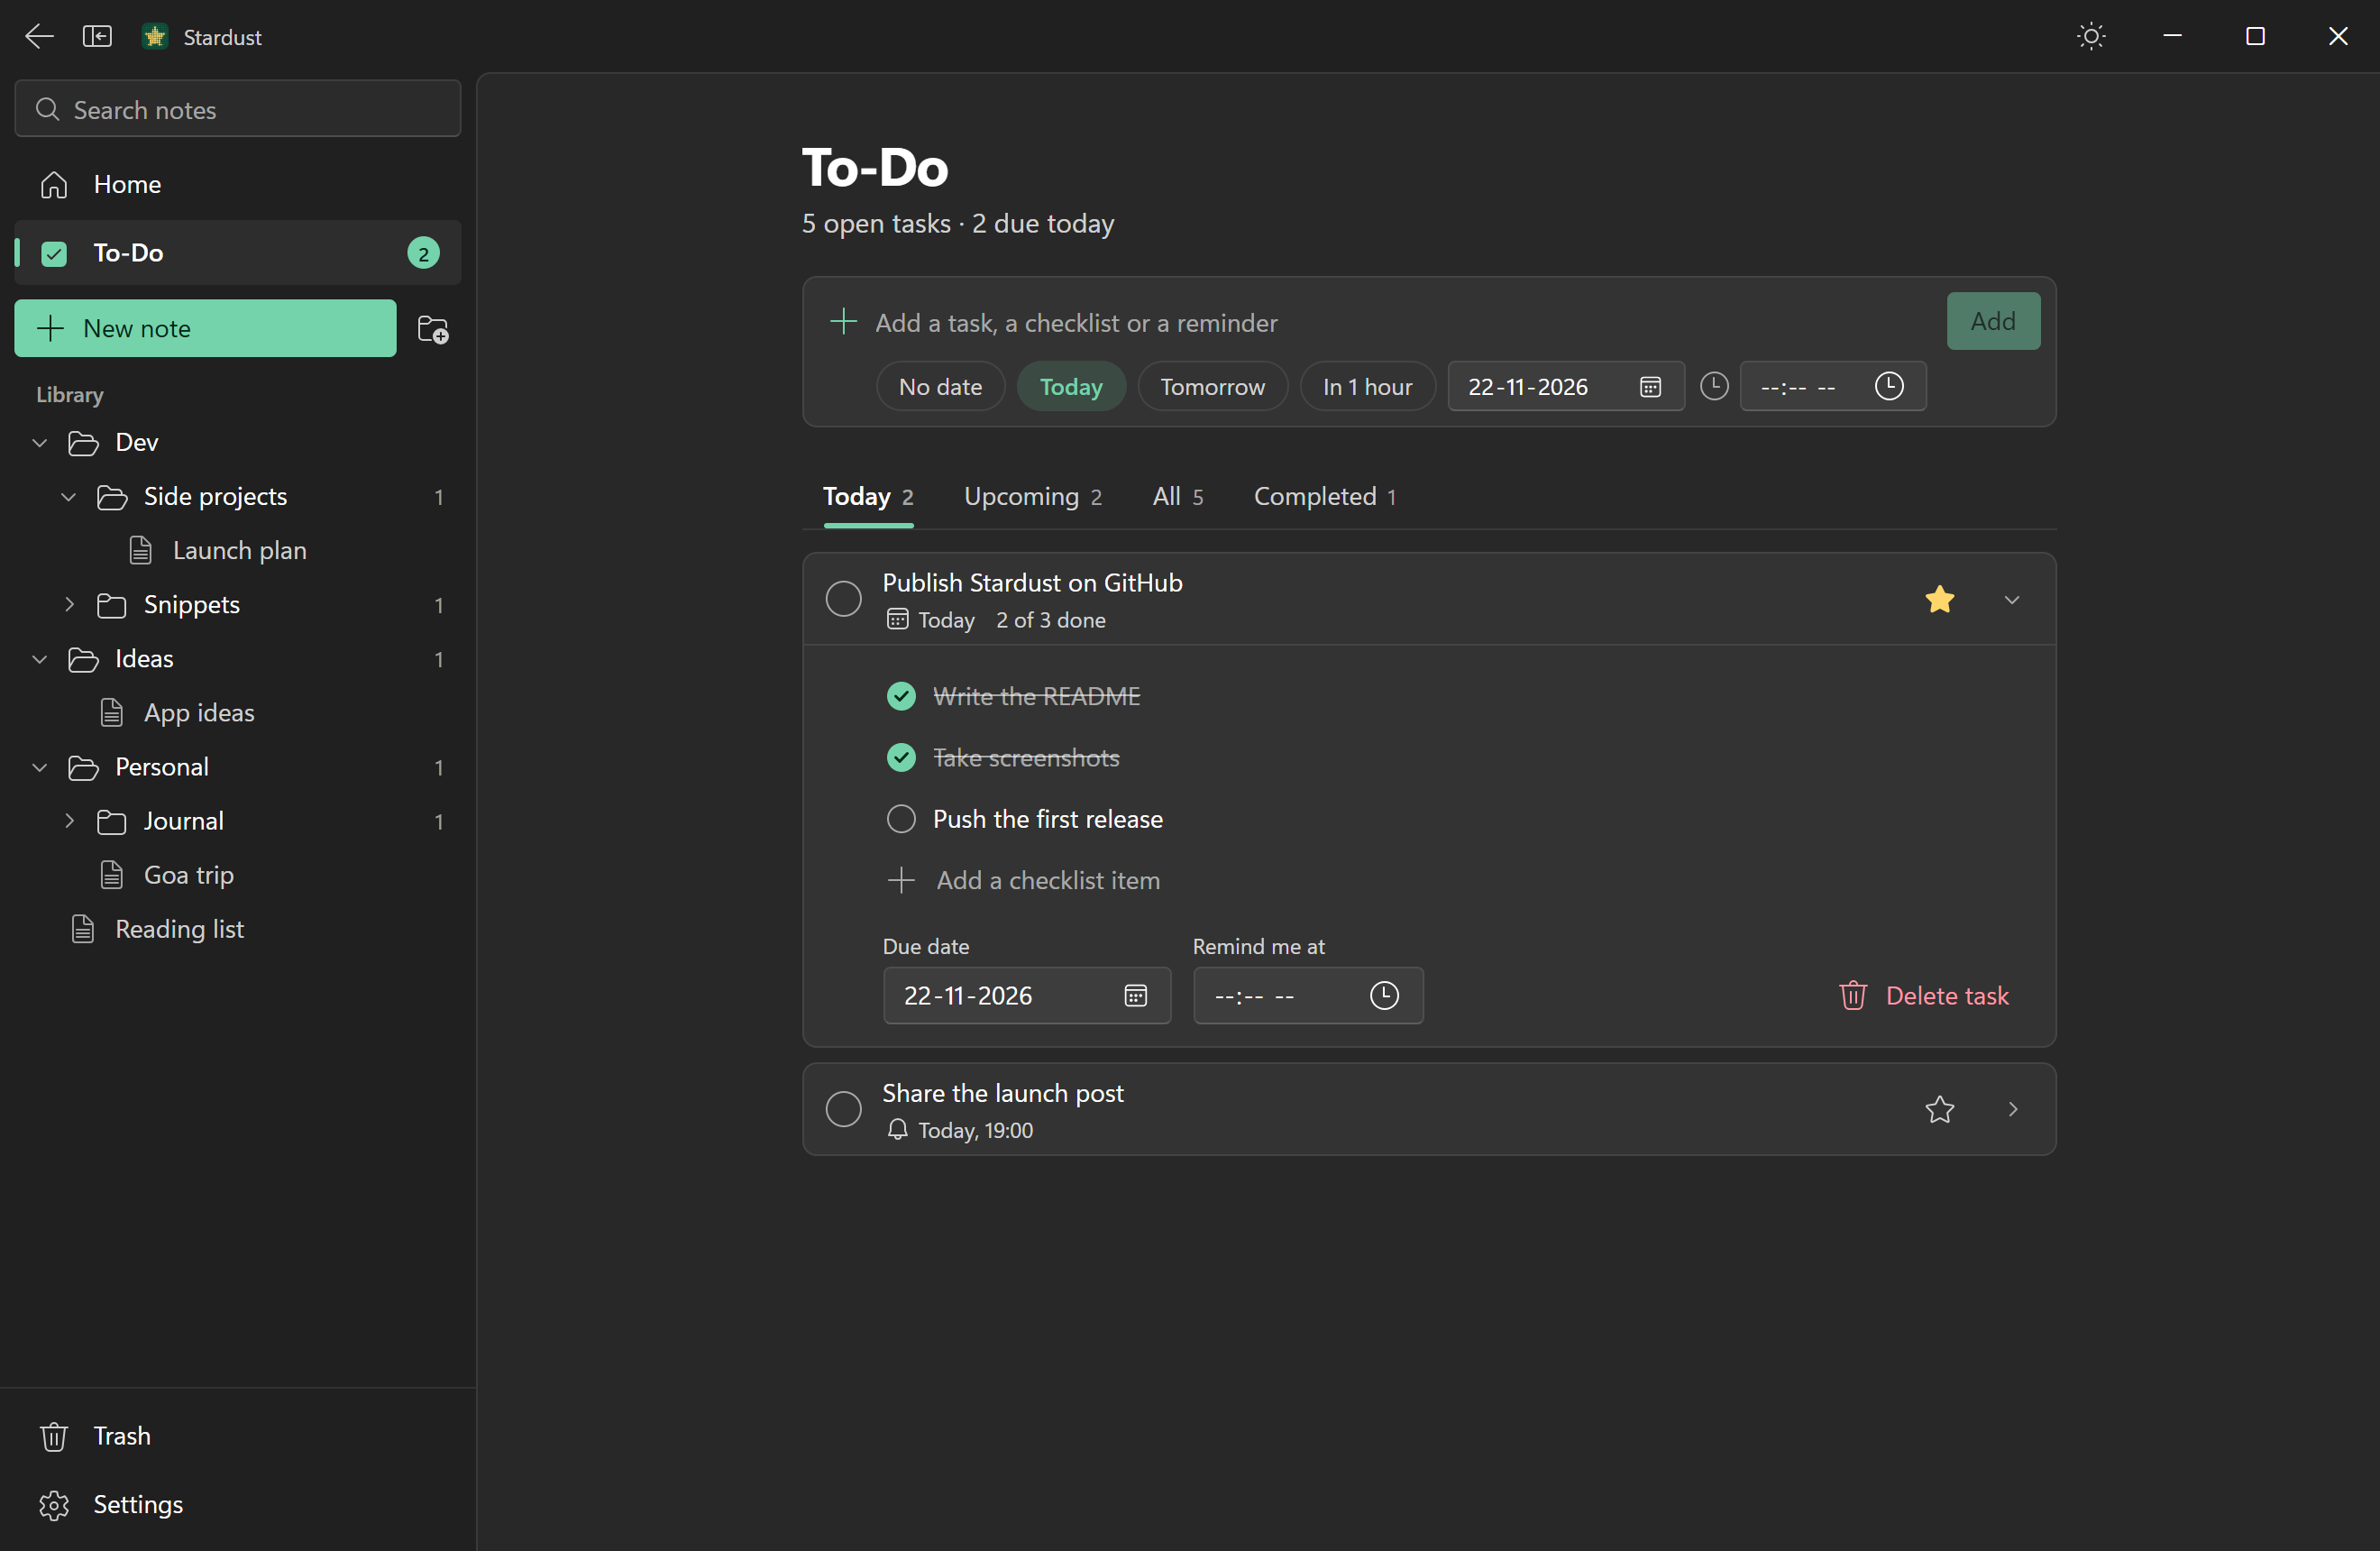 Stardust
Search notes
Home
To-Do 2
New note
Library
Dev
Side projects 1
Launch plan
Snippets 1
Ideas 1
App ideas
Personal 1
Journal 1
Goa trip
Reading list
Trash
Settings
To-Do
5 open tasks · 2 due today
Add a task, a checklist or a reminder Add
No date Today Tomorrow In 1 hour 22-11-2026 --:-- --
Today 2 Upcoming 2 All 5 Completed 1
Publish Stardust on GitHub
Today 2 of 3 done
Write the README
Take screenshots
Push the first release
Add a checklist item
Due date Remind me at
22-11-2026 --:-- -- Delete task
Share the launch post
Today, 19:00